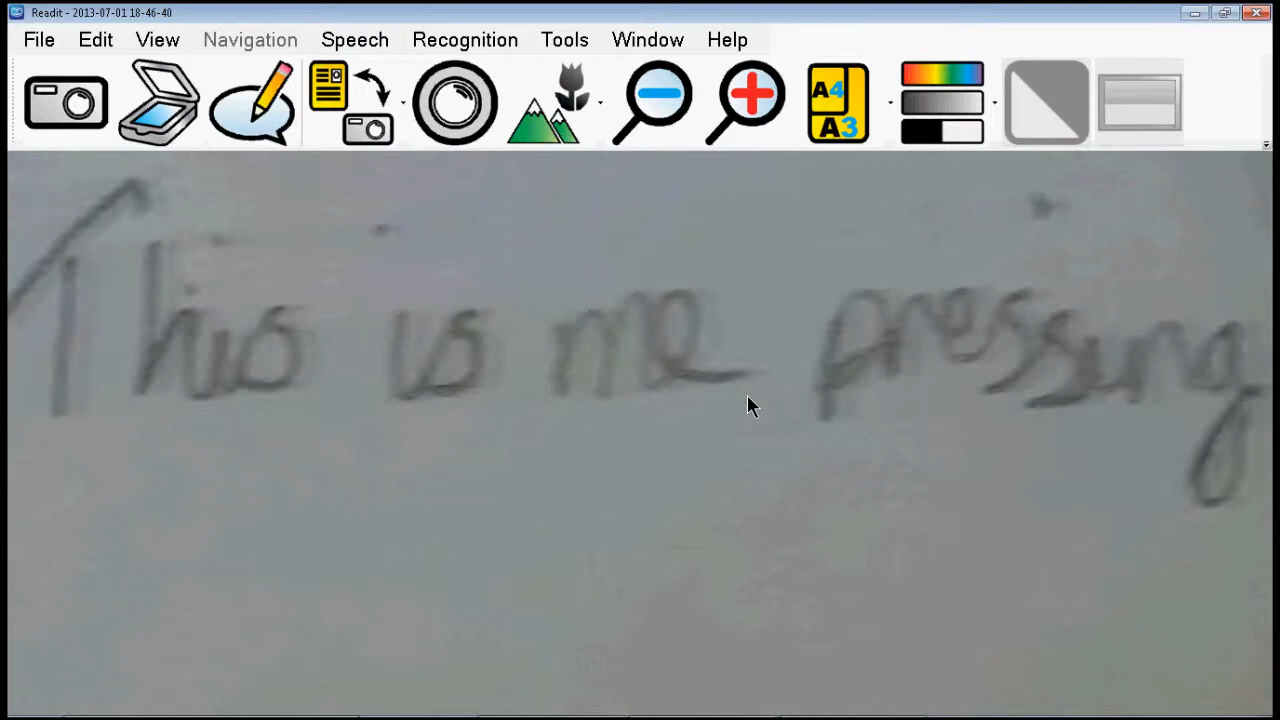 Readit - 2013-07-01 18-46-40
File Edit View Navigation Speech Recognition Tools Window Help
A4
A3
This is me pressing